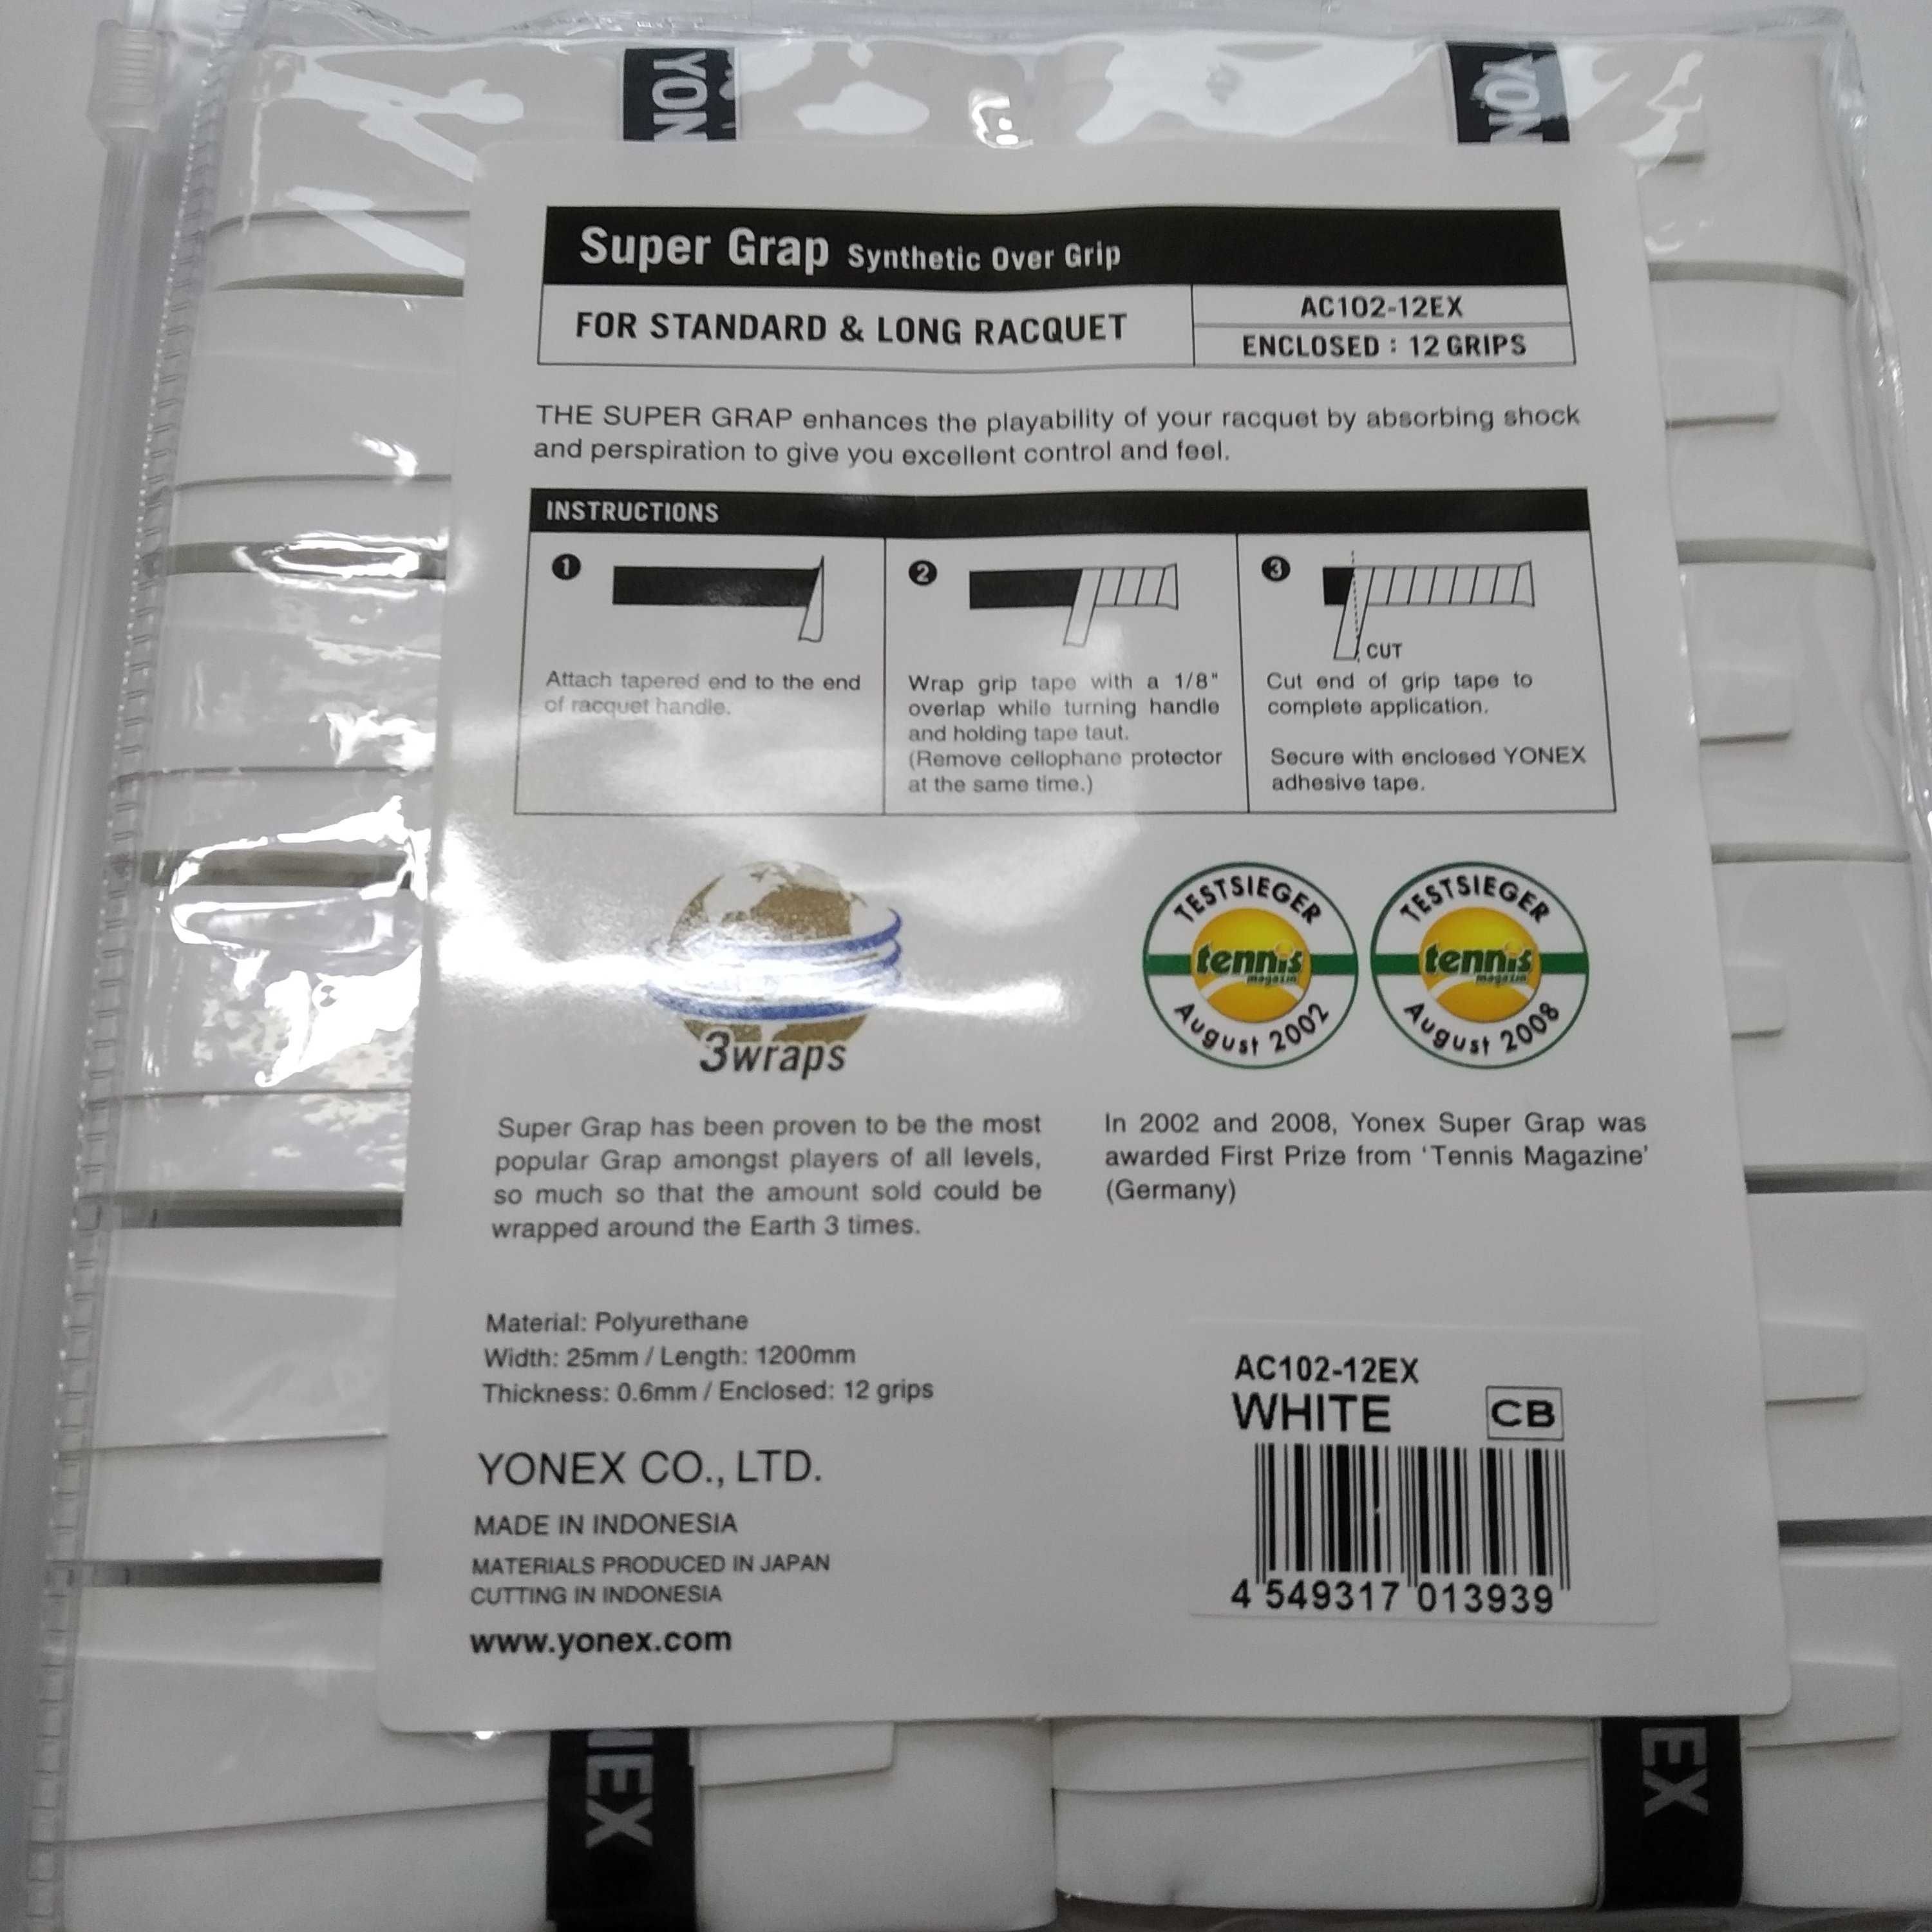 YON
YON
Super Grap Synthetic Over Grip
FOR STANDARD & LONG RACQUET
AC102-12EX
ENCLOSED : 12 GRIPS
THE SUPER GRAP enhances the playability of your racquet by absorbing shock
and perspiration to give you excellent control and feel.
INSTRUCTIONS
1
Attach tapered end to the end
of racquet handle.
2
Wrap grip tape with a 1/8"
overlap while turning handle
and holding tape taut.
(Remove cellophane protector
at the same time.)
3
CUT
Cut end of grip tape to
complete application.
Secure with enclosed YONEX
adhesive tape.
3wraps
Super Grap has been proven to be the most
popular Grap amongst players of all levels,
so much so that the amount sold could be
wrapped around the Earth 3 times.
TESTSIEGER
tennis
magazin
August 2002
TESTSIEGER
tennis
magazin
August 2008
In 2002 and 2008, Yonex Super Grap was
awarded First Prize from 'Tennis Magazine'
(Germany)
Material: Polyurethane
Width: 25mm / Length: 1200mm
Thickness: 0.6mm / Enclosed: 12 grips
YONEX CO., LTD.
MADE IN INDONESIA
MATERIALS PRODUCED IN JAPAN
CUTTING IN INDONESIA
www.yonex.com
AC102-12EX
WHITE CB
4 549317 013939
NEX
EX